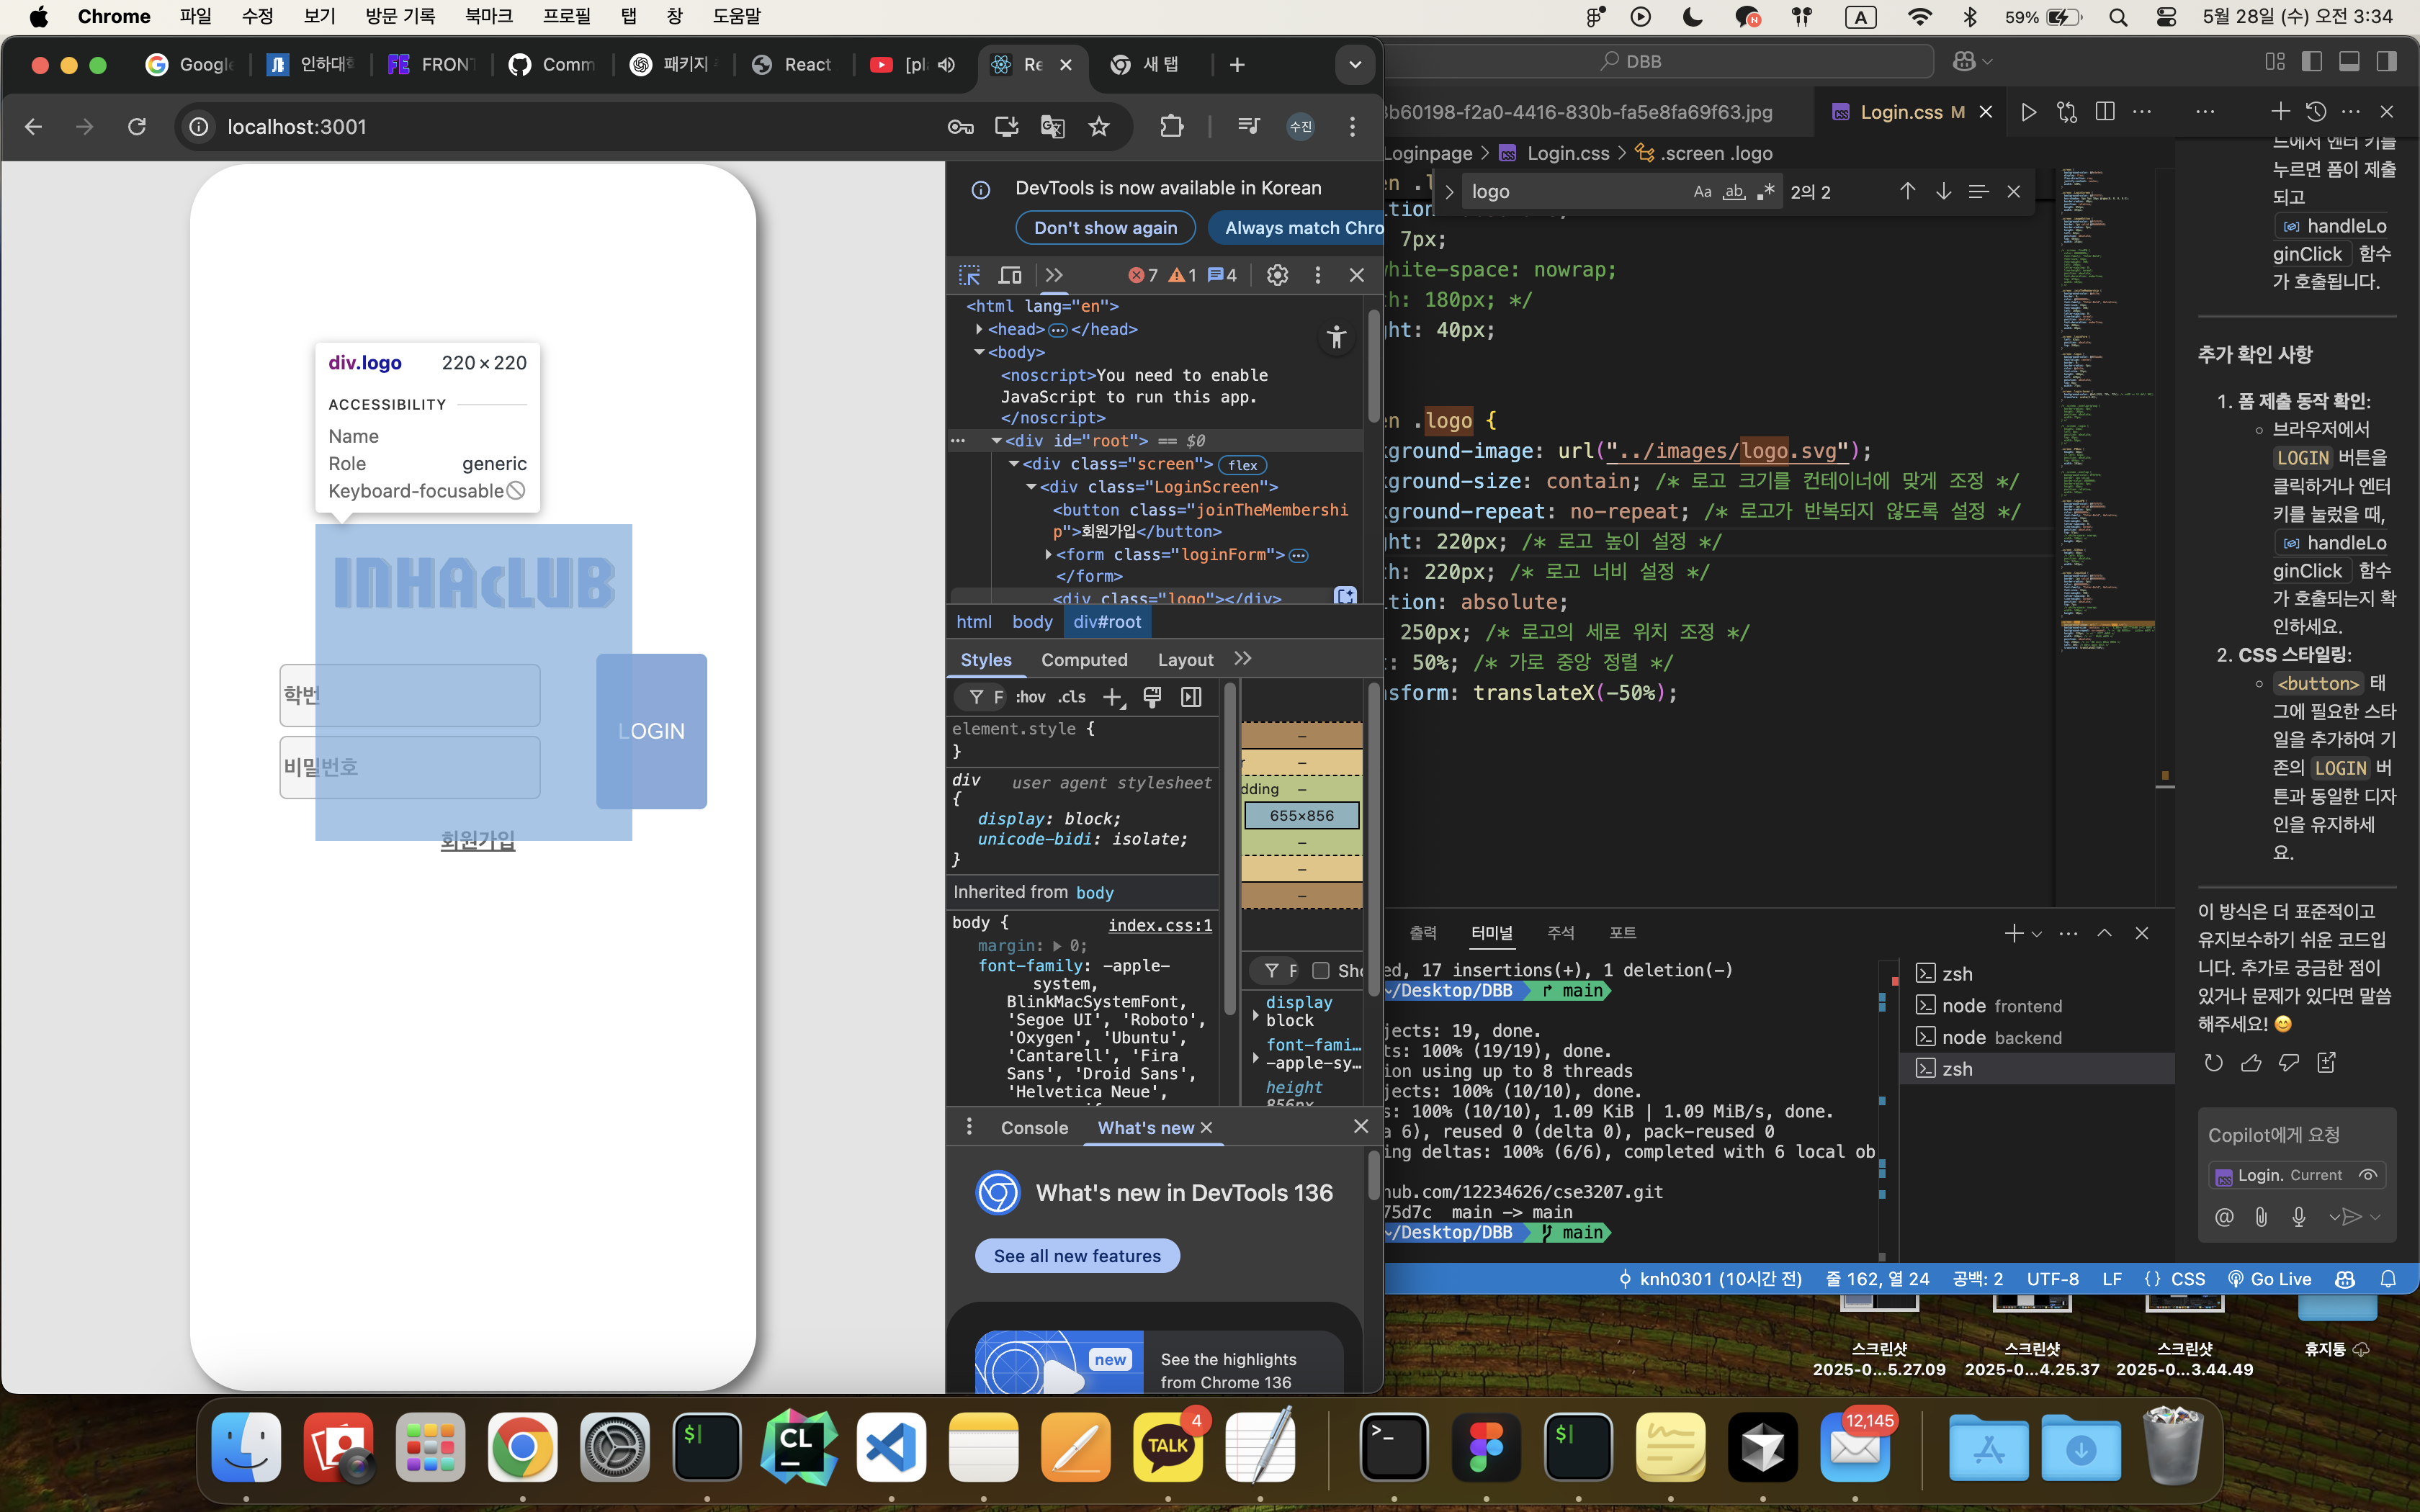 Chrome 파일 수정 보기 방문 기록 북마크 프로필 탭 창 도움말
A 59% 5월 28일 (수) 오전 3:34
Google 인하대학 FRONT Comm 패키지 React [pl Re 새 탭
localhost:3001
수진
div.logo 220 × 220
ACCESSIBILITY
Name
Role generic
Keyboard-focusable
INHAcLUB
학번
비밀번호
LOGIN
회원가입
DevTools is now available in Korean
Don't show again Always match Chro
7 1 4
<html lang="en">
<head> </head>
<body>
<noscript>You need to enable
JavaScript to run this app.
</noscript>
<div id="root"> == $0
<div class="screen"> flex
<div class="LoginScreen">
<button class="joinTheMembershi
p">회원가입</button>
<form class="loginForm">
</form>
<div class="logo"></div>
html body div#root
Styles Computed Layout
F :hov .cls
element.style {
}
div user agent stylesheet
{
display: block;
unicode-bidi: isolate;
}
Inherited from body
body { index.css:1
margin: 0;
font-family: -apple-
system,
BlinkMacSystemFont,
'Segoe UI', 'Roboto',
'Oxygen', 'Ubuntu',
'Cantarell', 'Fira
Sans', 'Droid Sans',
'Helvetica Neue',
r –
–
dding –
655×856
–
–
–
F Sho
display
block
font-fami…
-apple-sy…
height
856px
Console What's new
What's new in DevTools 136
See all new features
new
See the highlights
from Chrome 136
DBB
3b60198-f2a0-4416-830b-fa5e8fa69f63.jpg Login.css M
Loginpage > Login.css > .screen .logo
logo Aa ab 2의 2
7px;
white-space: nowrap;
th: 180px; */
ght: 40px;
en .logo {
kground-image: url("../images/logo.svg");
kground-size: contain; /* 로고 크기를 컨테이너에 맞게 조정 */
kground-repeat: no-repeat; /* 로고가 반복되지 않도록 설정 */
ght: 220px; /* 로고 높이 설정 */
th: 220px; /* 로고 너비 설정 */
ition: absolute;
250px; /* 로고의 세로 위치 조정 */
t: 50%; /* 가로 중앙 정렬 */
nsform: translateX(-50%);
출력 터미널 주석 포트
ed, 17 insertions(+), 1 deletion(-)
~/Desktop/DBB main
jects: 19, done.
ts: 100% (19/19), done.
ion using up to 8 threads
jects: 100% (10/10), done.
s: 100% (10/10), 1.09 KiB | 1.09 MiB/s, done.
a 6), reused 0 (delta 0), pack-reused 0
ing deltas: 100% (6/6), completed with 6 local ob
hub.com/12234626/cse3207.git
75d7c main -> main
~/Desktop/DBB main
zsh
node frontend
node backend
zsh
드에서 엔터 키를
누르면 폼이 제출
되고
handleLo
ginClick 함수
가 호출됩니다.
추가 확인 사항
1. 폼 제출 동작 확인:
브라우저에서
LOGIN 버튼을
클릭하거나 엔터
키를 눌렀을 때,
handleLo
ginClick 함수
가 호출되는지 확
인하세요.
2. CSS 스타일링:
<button> 태
그에 필요한 스타
일을 추가하여 기
존의 LOGIN 버
튼과 동일한 디자
인을 유지하세
요.
이 방식은 더 표준적이고
유지보수하기 쉬운 코드입
니다. 추가로 궁금한 점이
있거나 문제가 있다면 말씀
해주세요! 😊
Copilot에게 요청
Login. Current
knh0301 (10시간 전) 줄 162, 열 24 공백: 2 UTF-8 LF {} CSS Go Live
스크린샷
2025-0...5.27.09
스크린샷
2025-0...4.25.37
스크린샷
2025-0...3.44.49
휴지통
$ CL TALK 4 >_ $ 12,145